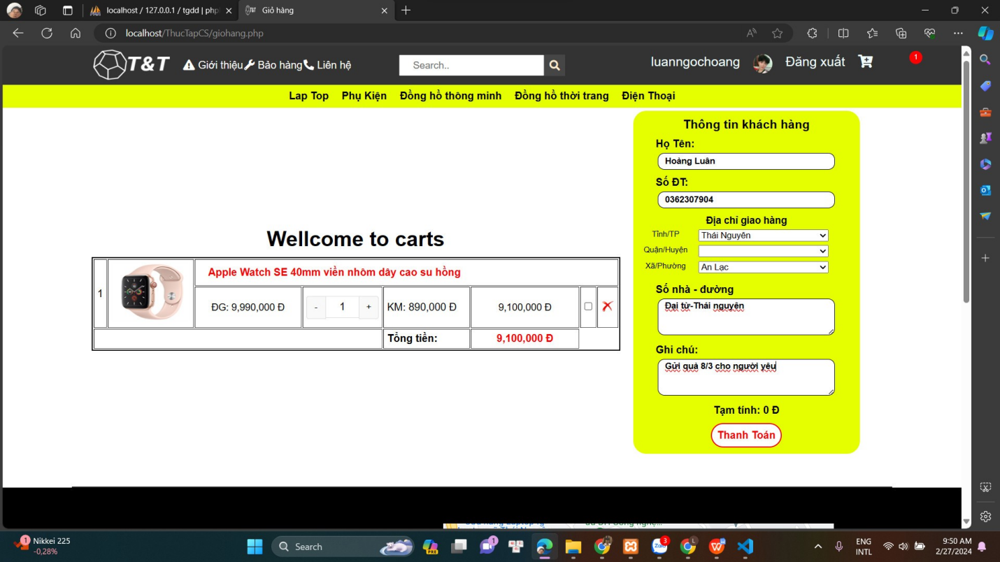 localhost / 127.0.0.1 / tgdd | php
Giỏ hàng
localhost/ThucTapCS/giohang.php
T&T
Giới thiệu Bảo hàng Liên hệ
Search..
luanngochoang
Đăng xuất
1
Lap Top Phụ Kiện Đồng hồ thông minh Đồng hồ thời trang Điện Thoại
Thông tin khách hàng
Họ Tên:
Hoàng Luân
Số ĐT:
0362307904
Địa chỉ giao hàng
Tỉnh/TP Thái Nguyên
Quận/Huyện
Xã/Phường An Lạc
Số nhà - đường
Đại từ-Thái nguyên
Ghi chú:
Gửi quà 8/3 cho người yêu
Tạm tính: 0 Đ
Thanh Toán
Wellcome to carts
1
Apple Watch SE 40mm viền nhôm dây cao su hồng
ĐG: 9,990,000 Đ - 1 + KM: 890,000 Đ 9,100,000 Đ
Tổng tiền: 9,100,000 Đ
1
Nikkei 225
-0,28%
Search
PRE
1
Zalo
3
L
ENG
INTL
9:50 AM
2/27/2024